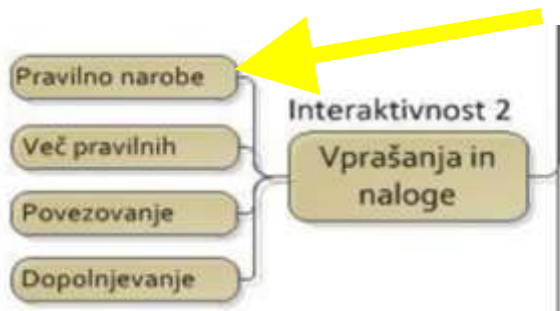 Pravilno narobe
Več pravilnih
Povezovanje
Dopolnjevanje
Interaktivnost 2
Vprašanja in
naloge